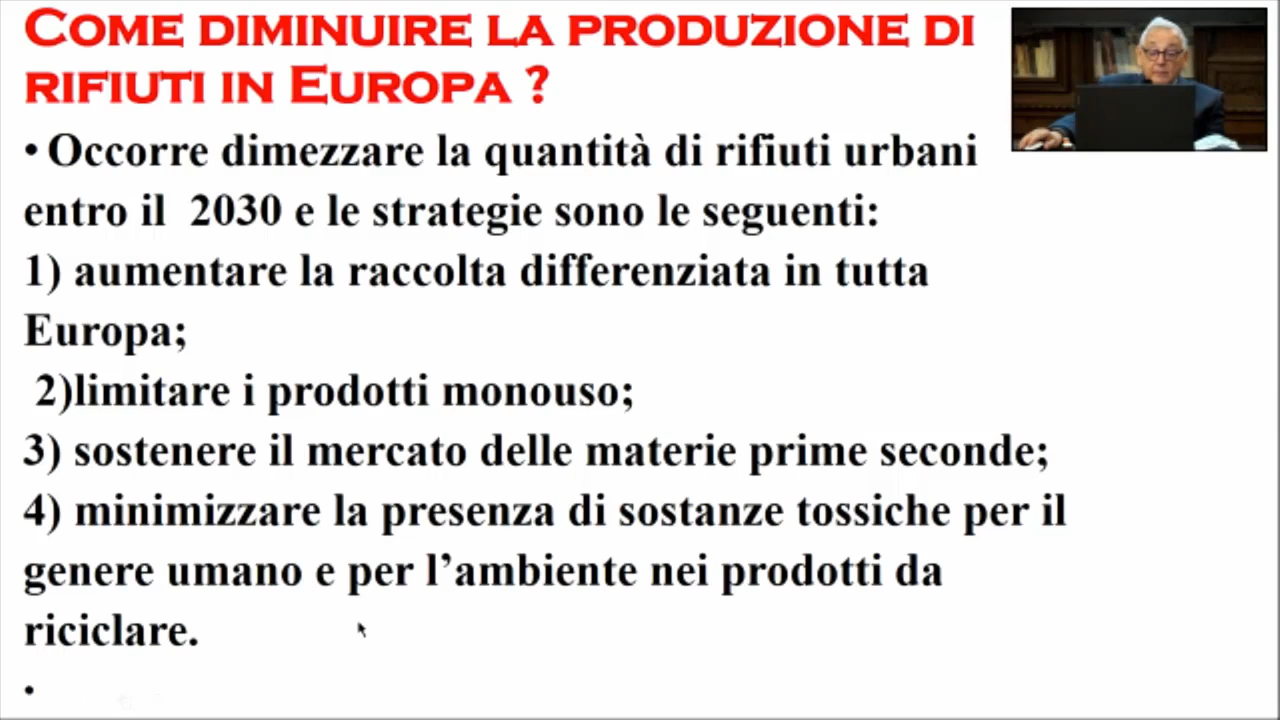 COME DIMINUIRE LA PRODUZIONE DI
RIFIUTI IN EUROPA ?
• Occorre dimezzare la quantità di rifiuti urbani
entro il 2030 e le strategie sono le seguenti:
1) aumentare la raccolta differenziata in tutta
Europa;
2)limitare i prodotti monouso;
3) sostenere il mercato delle materie prime seconde;
4) minimizzare la presenza di sostanze tossiche per il
genere umano e per l’ambiente nei prodotti da
riciclare.
•